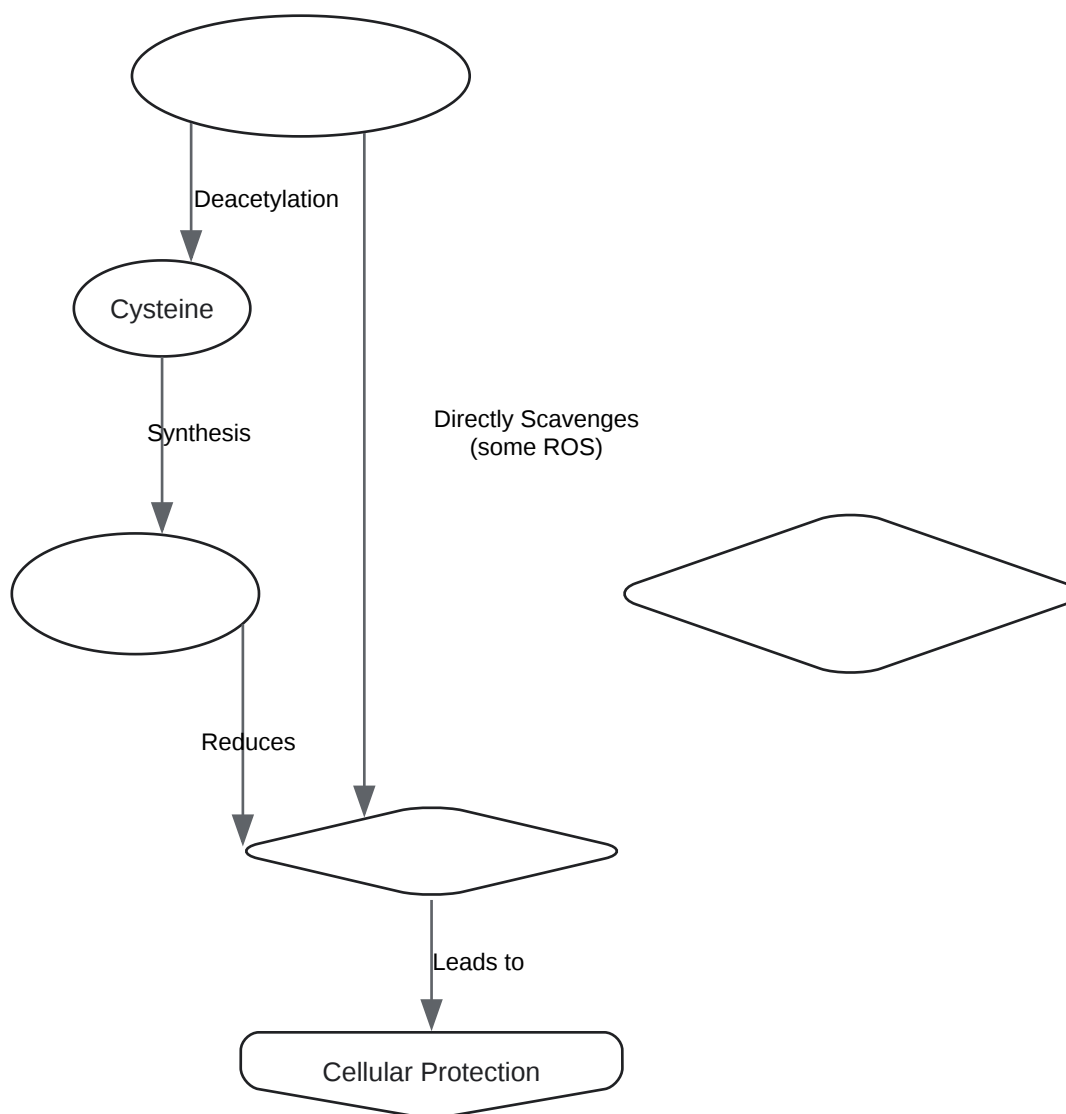 Deacetylation
Cysteine
Directly Scavenges
(some ROS)
Synthesis
Reduces
Leads to
Cellular Protection